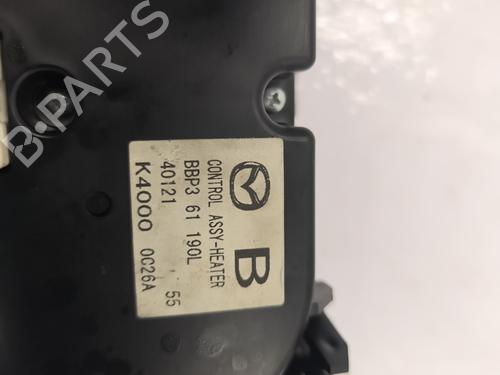 B-PARTS
B
CONTROL ASSY-HEATER
BBP3 61 190L
40121 55
K4000 0C26A